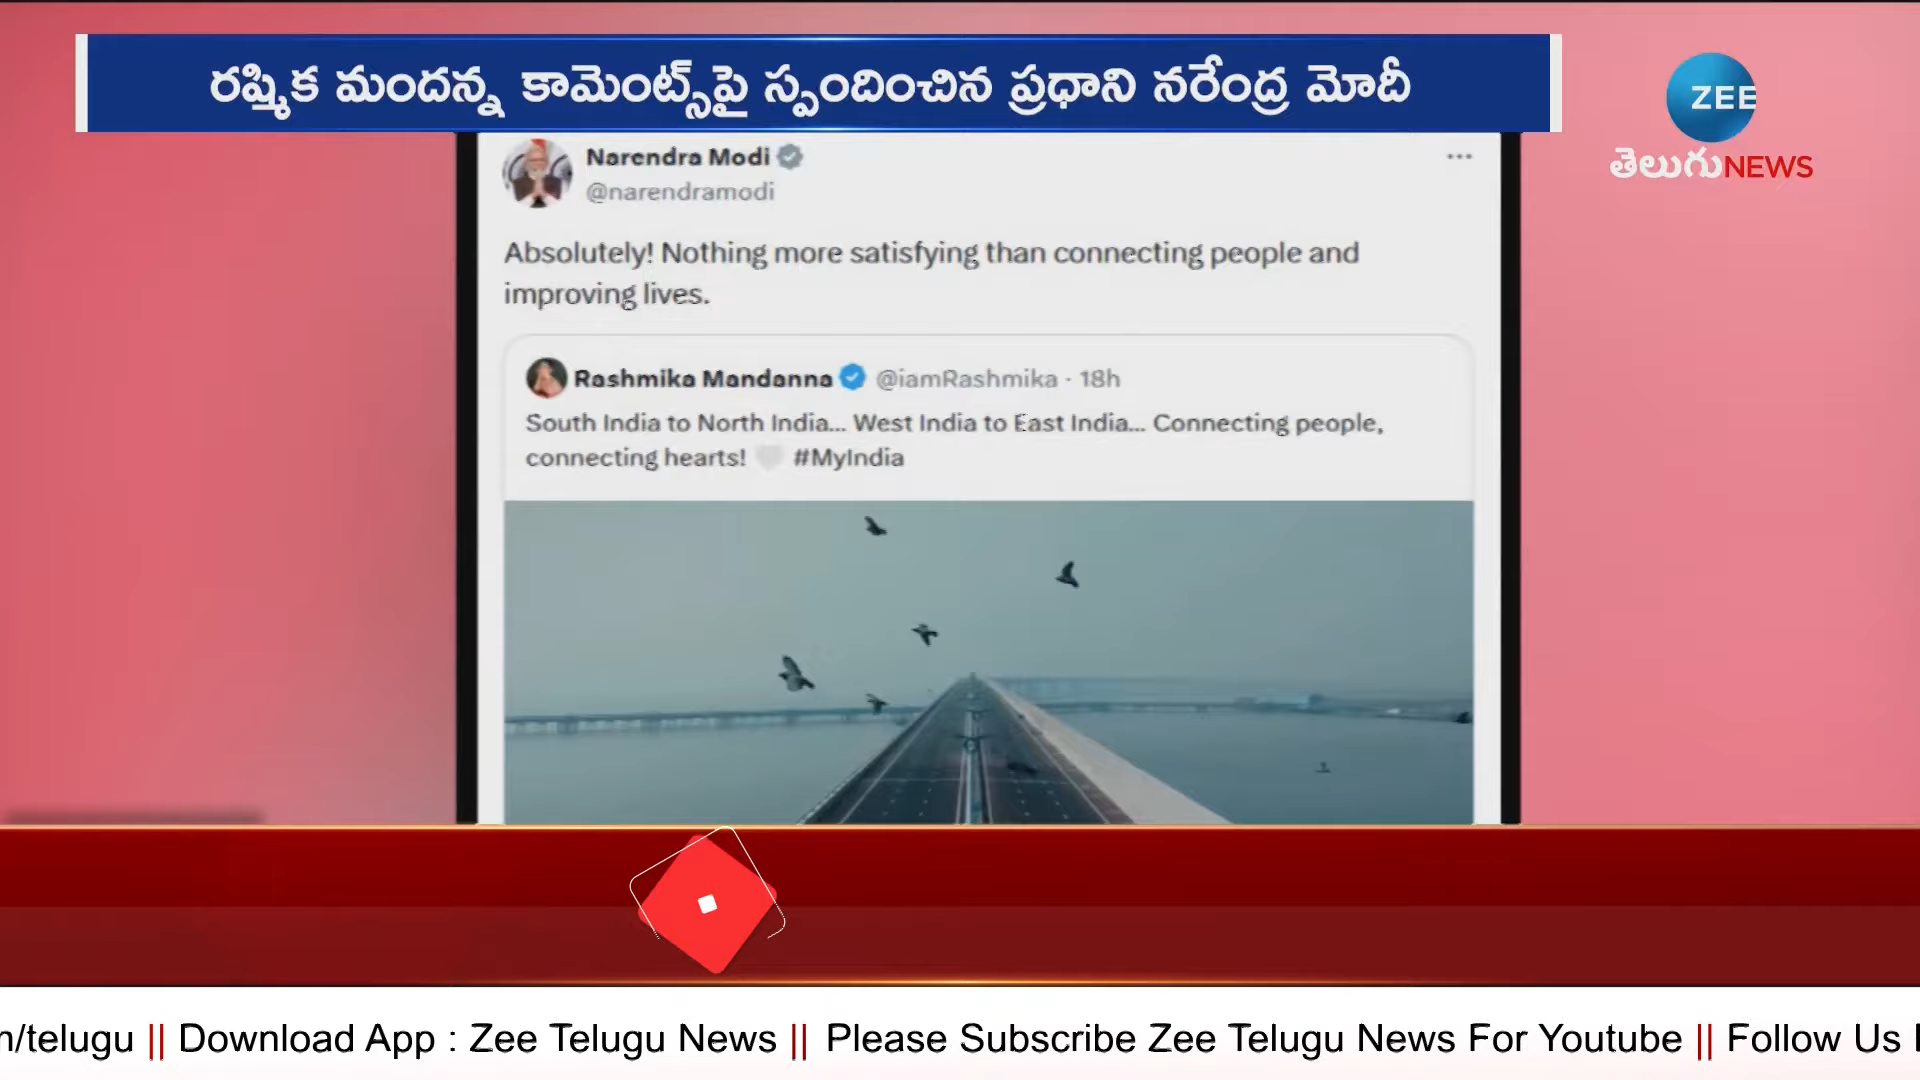 రష్మిక మందన్న కామెంట్స్‌పై స్పందించిన ప్రధాని నరేంద్ర మోదీ
ZEE
తెలుగు NEWS
Narendra Modi
@narendramodi
Absolutely! Nothing more satisfying than connecting people and
improving lives.
Rashmika Mandanna @iamRashmika · 18h
South India to North India... West India to East India... Connecting people,
connecting hearts! 🤍 #MyIndia
/telugu || Download App : Zee Telugu News || Please Subscribe Zee Telugu News For Youtube || Follow Us